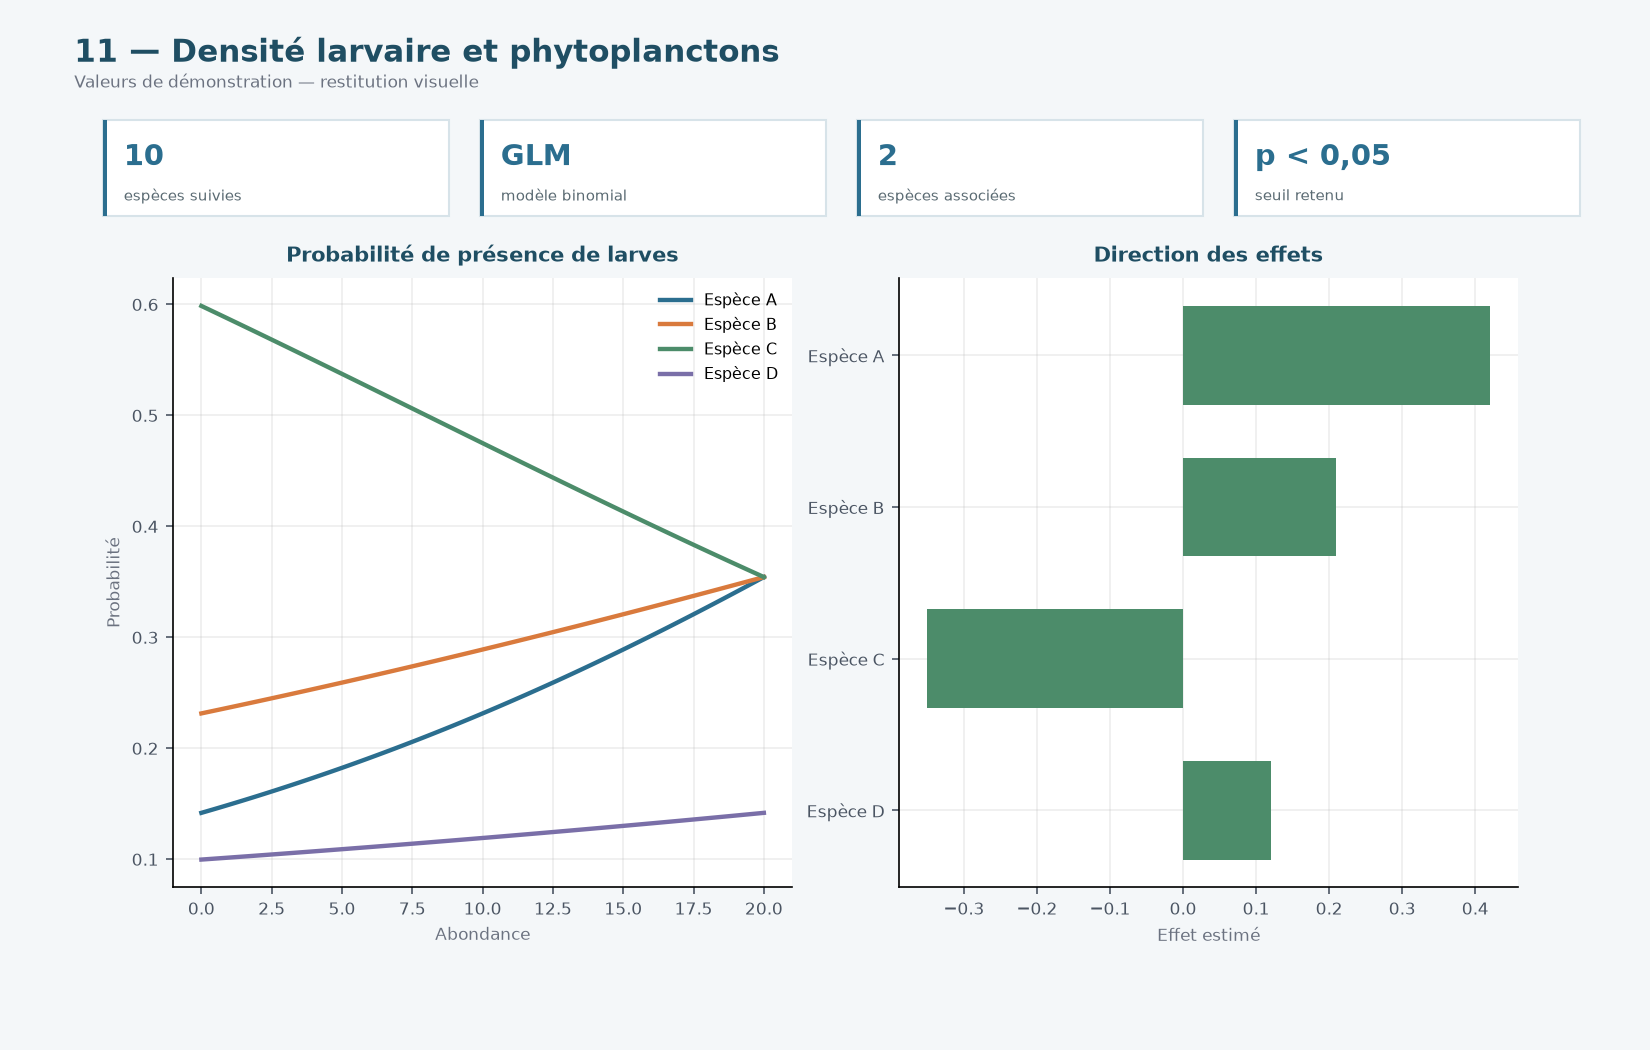 11 — Densité larvaire et phytoplanctons
Valeurs de démonstration — restitution visuelle
10
espèces suivies
GLM
modèle binomial
2
espèces associées
p < 0,05
seuil retenu
Probabilité de présence de larves
Espèce A
Espèce B
Espèce C
Espèce D
0.6
0.5
0.4
0.3
0.2
0.1
Probabilité
0.0 2.5 5.0 7.5 10.0 12.5 15.0 17.5 20.0
Abondance
Direction des effets
Espèce A
Espèce B
Espèce C
Espèce D
−0.3 −0.2 −0.1 0.0 0.1 0.2 0.3 0.4
Effet estimé